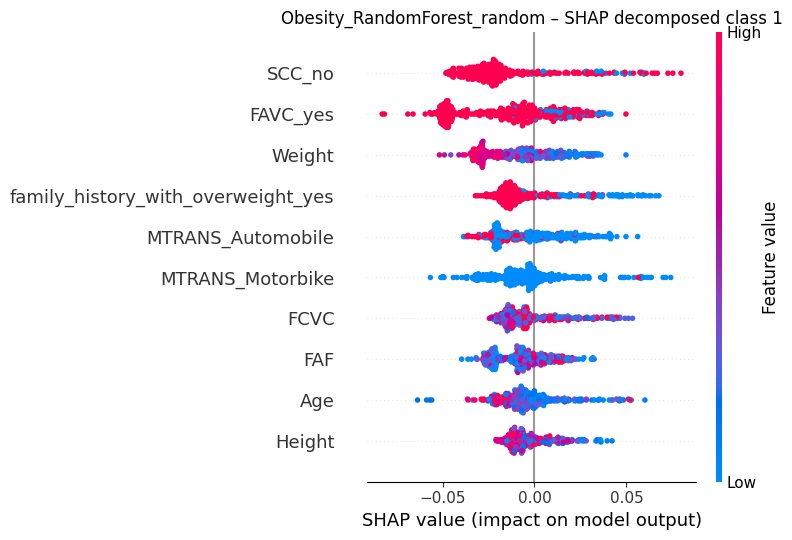 Obesity_RandomForest_random – SHAP decomposed class 1
High
SCC_no
FAVC_yes
Weight
family_history_with_overweight_yes
MTRANS_Automobile
MTRANS_Motorbike
FCVC
FAF
Age
Height
Feature value
Low
−0.05 0.00 0.05
SHAP value (impact on model output)